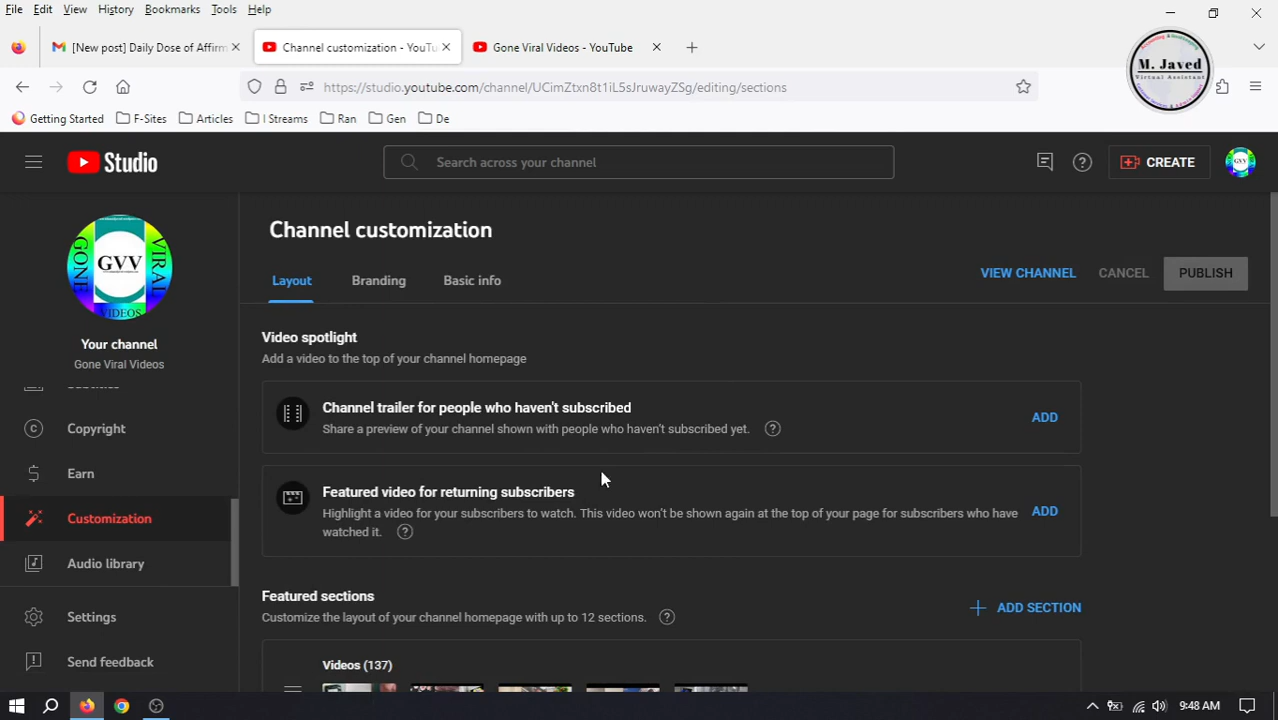 File Edit View History Bookmarks Tools Help
[New post] Daily Dose of Affirm
Channel customization - YouTu
Gone Viral Videos - YouTube
M. Javed
Virtual Assistant
https://studio.youtube.com/channel/UCimZtxn8t1iL5sJruwayZSg/editing/sections
Getting Started F-Sites Articles I Streams Ran Gen De
Studio
Search across your channel
CREATE
GONE VIRAL VIDEOS
GVV
Your channel
Gone Viral Videos
Copyright
Earn
Customization
Audio library
Settings
Send feedback
Channel customization
Layout Branding Basic info
VIEW CHANNEL CANCEL PUBLISH
Video spotlight
Add a video to the top of your channel homepage
Channel trailer for people who haven't subscribed
Share a preview of your channel shown with people who haven't subscribed yet.
ADD
Featured video for returning subscribers
Highlight a video for your subscribers to watch. This video won't be shown again at the top of your page for subscribers who have
watched it.
ADD
Featured sections
Customize the layout of your channel homepage with up to 12 sections.
ADD SECTION
Videos (137)
9:48 AM